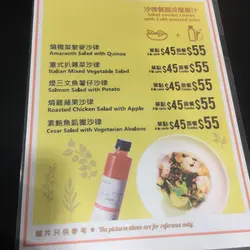 沙律餐配冷壓果汁
Salad combo comes
with Cold-pressed juice
燒莧菜藜麥沙律
Amaranth Salad with Quinoa
單點 $45 跟餐 $55
意式扒雜菜沙律
Italian Mixed Vegetable Salad
單點 $45 跟餐 $55
煙三文魚薯仔沙律
Salmon Salad with Potato
單點 $45 跟餐 $55
燒雞蘋果沙律
Roasted Chicken Salad with Apple
單點 $45 跟餐 $55
素鮑魚凱撒沙律
Cesar Salad with Vegetarian Abalone
單點 $45 跟餐 $55
圖片只供參考 * The pictures above are for reference only.